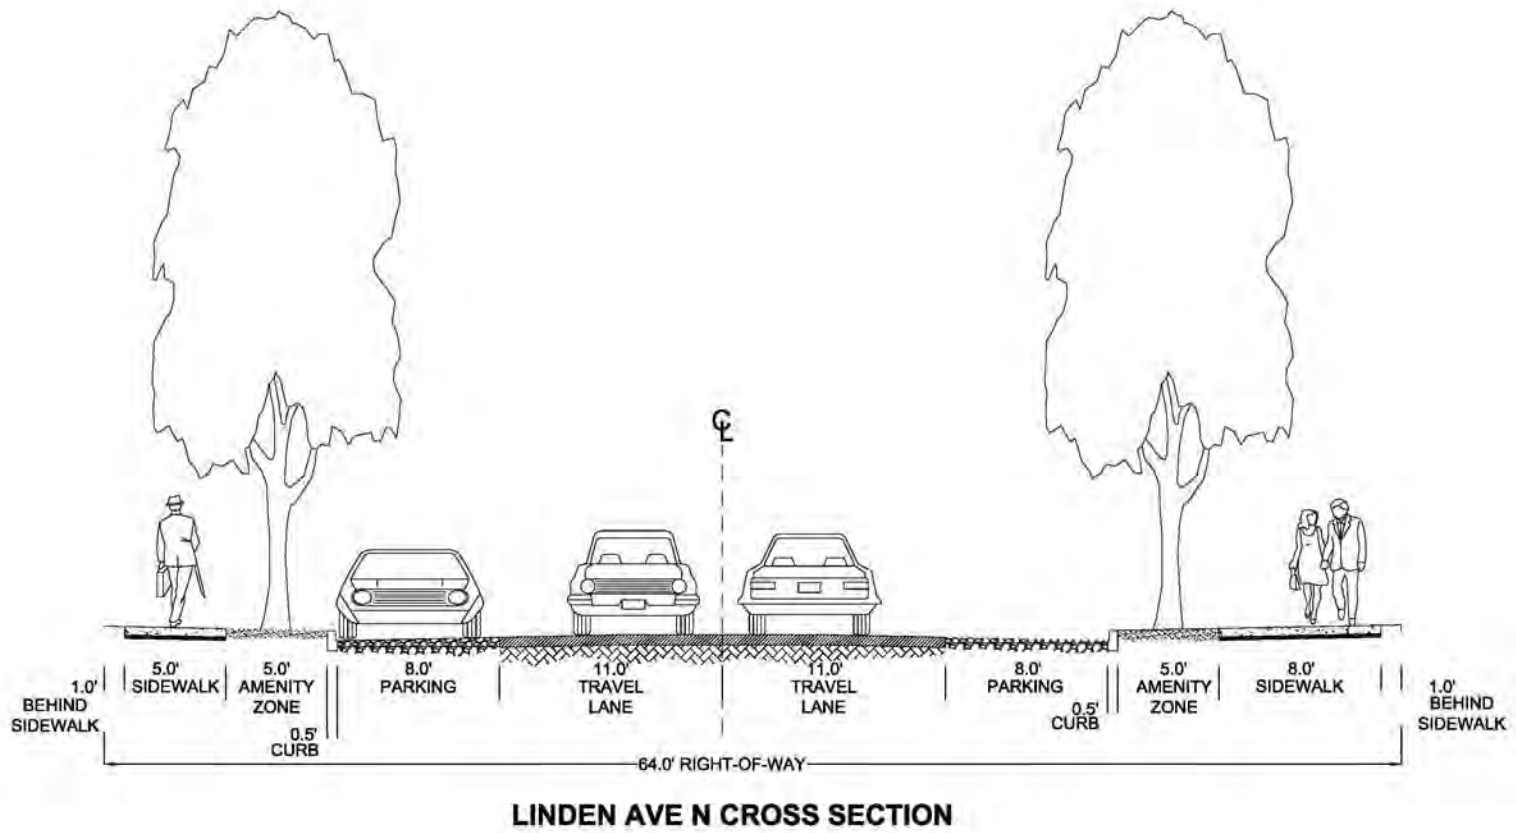 ℄
5.0' 5.0' 8.0' 11.0' 11.0' 8.0' 5.0' 8.0'
1.0' SIDEWALK AMENITY PARKING TRAVEL TRAVEL PARKING AMENITY SIDEWALK 1.0'
BEHIND ZONE LANE LANE ZONE BEHIND
SIDEWALK 0.5' 0.5' SIDEWALK
CURB CURB
64.0' RIGHT-OF-WAY
LINDEN AVE N CROSS SECTION